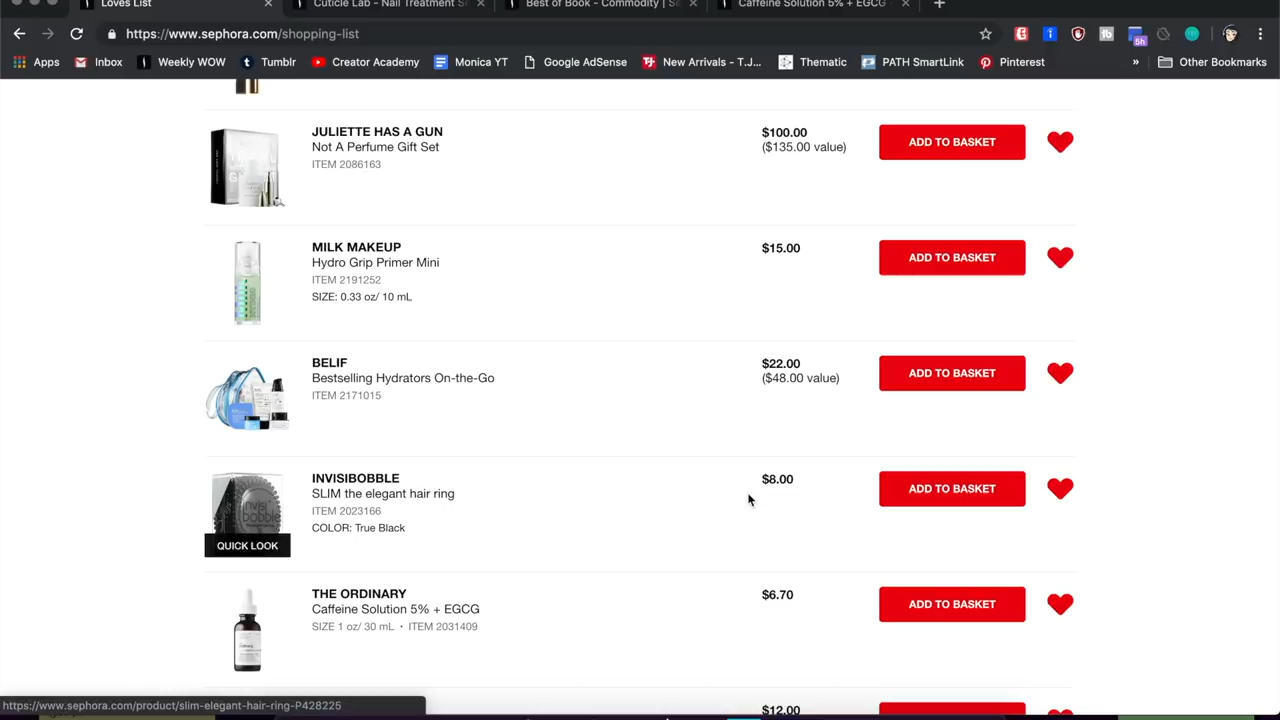 Loves List
Cuticle Lab - Nail Treatment S
Best of Book - Commodity | Se
Caffeine Solution 5% + EGCG
https://www.sephora.com/shopping-list
5h
Apps
Inbox
Weekly WOW
Tumblr
Creator Academy
Monica YT
Google AdSense
New Arrivals - T.J...
Thematic
PATH SmartLink
Pinterest
»
Other Bookmarks
JULIETTE HAS A GUN
Not A Perfume Gift Set
ITEM 2086163
$100.00
($135.00 value)
ADD TO BASKET
MILK MAKEUP
Hydro Grip Primer Mini
ITEM 2191252
SIZE: 0.33 oz/ 10 mL
$15.00
ADD TO BASKET
BELIF
Bestselling Hydrators On-the-Go
ITEM 2171015
$22.00
($48.00 value)
ADD TO BASKET
INVISIBOBBLE
SLIM the elegant hair ring
ITEM 2023166
COLOR: True Black
QUICK LOOK
$8.00
ADD TO BASKET
THE ORDINARY
Caffeine Solution 5% + EGCG
SIZE 1 oz/ 30 mL • ITEM 2031409
$6.70
ADD TO BASKET
$12.00
ADD TO BASKET
https://www.sephora.com/product/slim-elegant-hair-ring-P428225